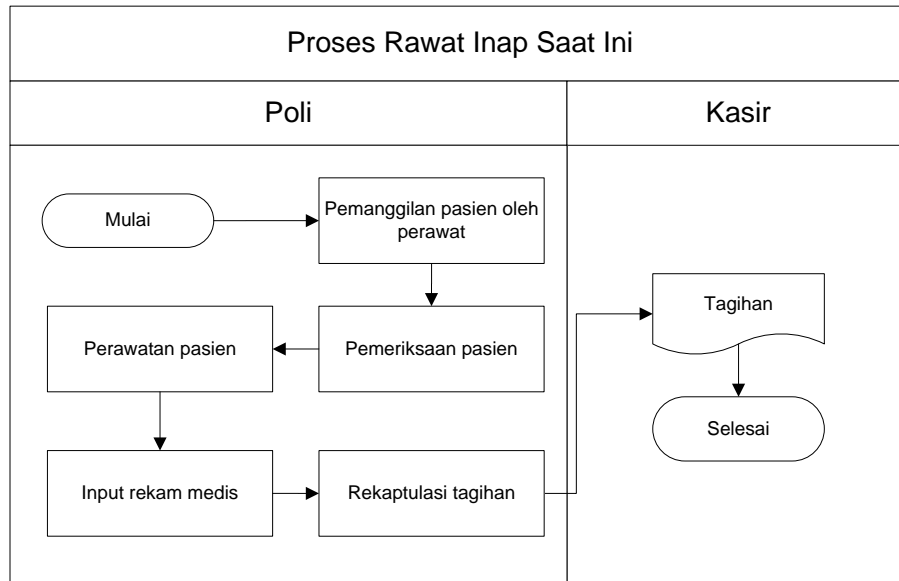 Proses Rawat Inap Saat Ini
Poli
Kasir
Mulai
Pemanggilan pasien oleh
perawat
Perawatan pasien
Pemeriksaan pasien
Input rekam medis
Rekaptulasi tagihan
Tagihan
Selesai